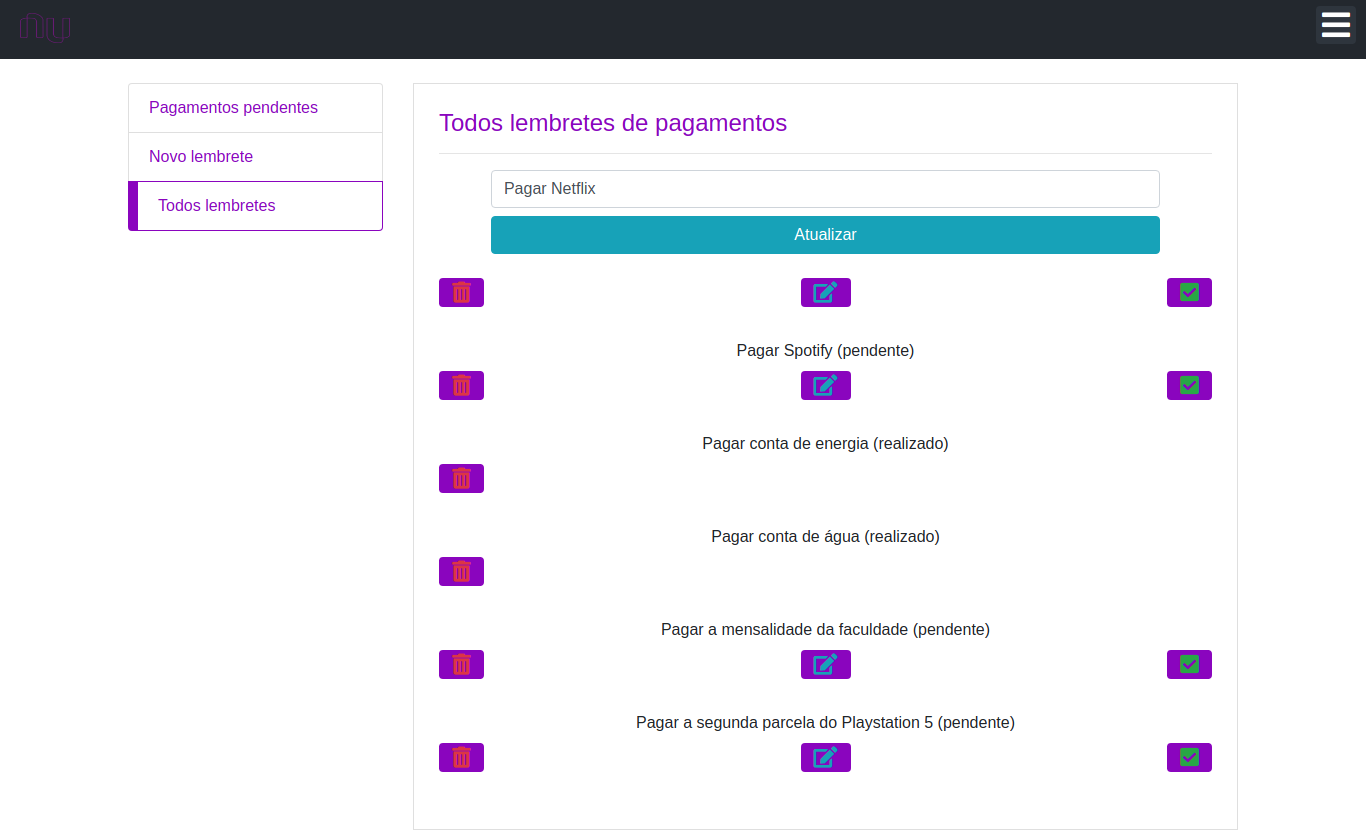 nu
Pagamentos pendentes
Novo lembrete
Todos lembretes
Todos lembretes de pagamentos
Pagar Netflix
Atualizar
Pagar Spotify (pendente)
Pagar conta de energia (realizado)
Pagar conta de água (realizado)
Pagar a mensalidade da faculdade (pendente)
Pagar a segunda parcela do Playstation 5 (pendente)